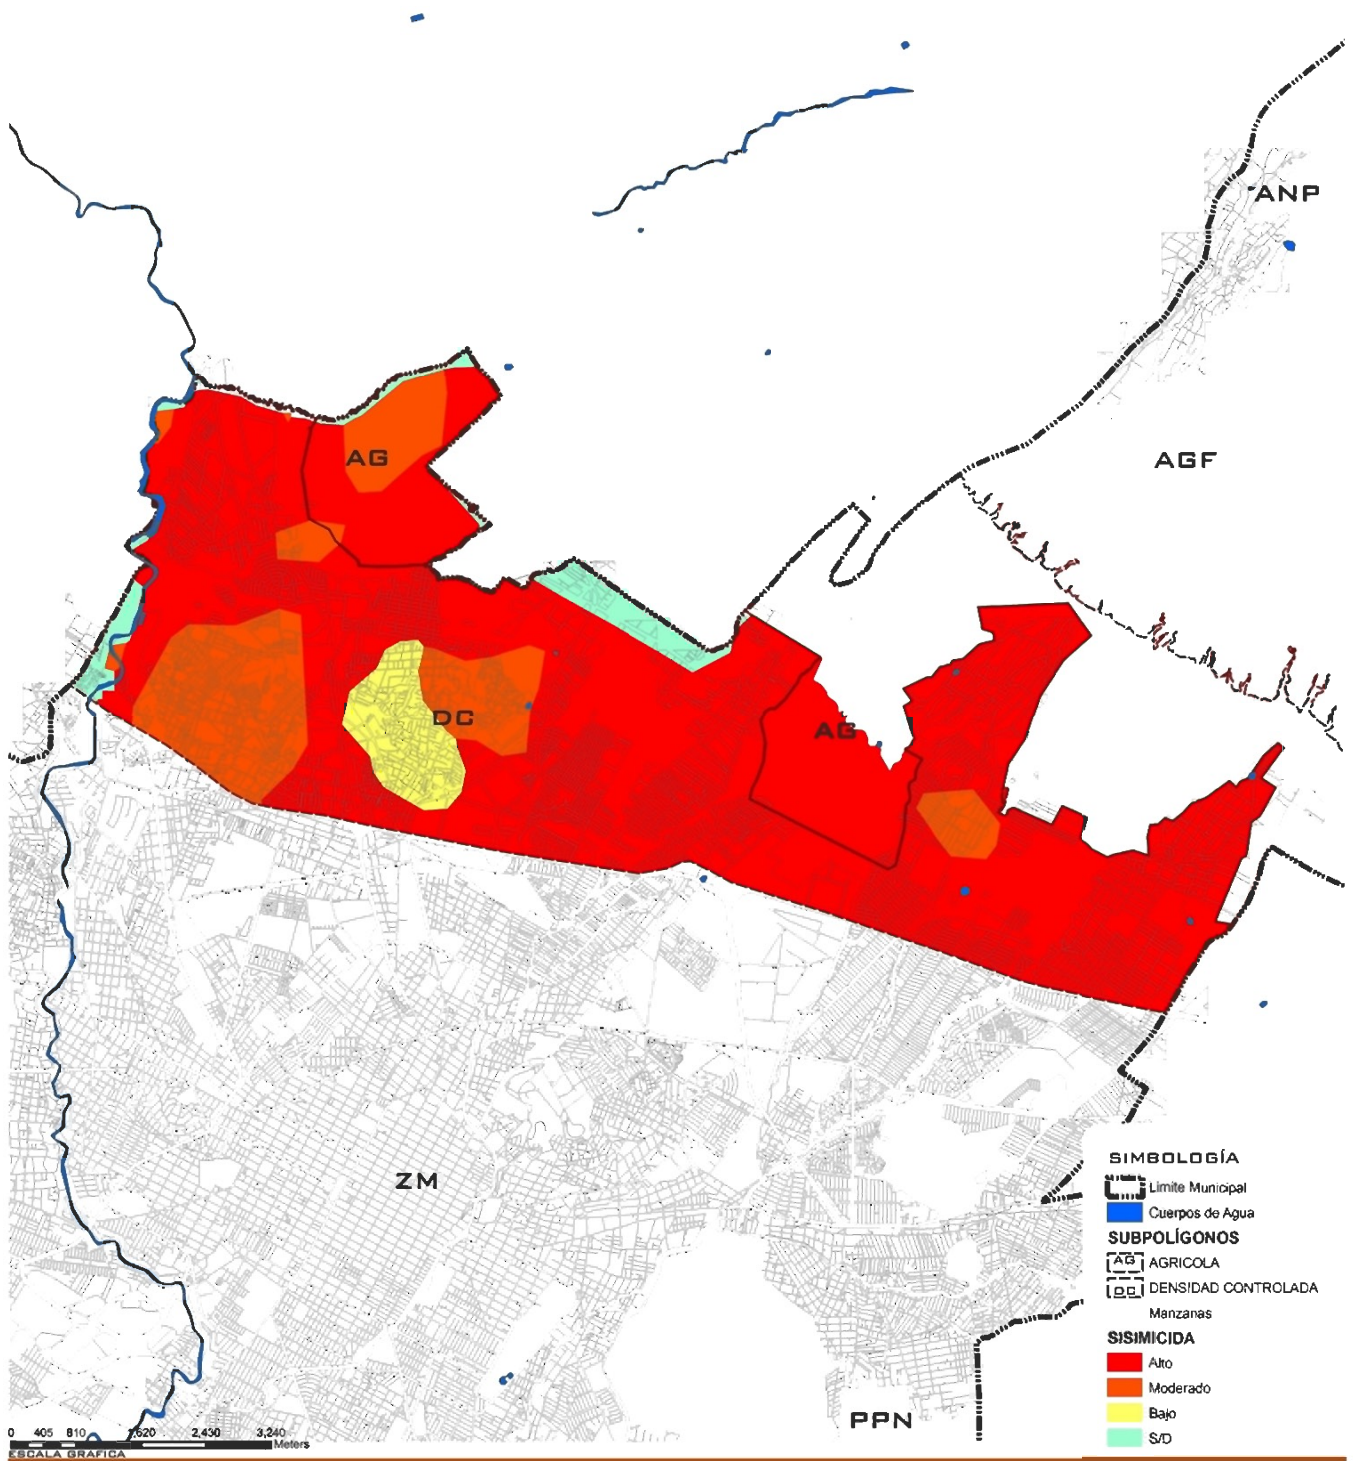 ANP
AGF
AG
DC
AG
ZM
PPN
SIMBOLOGÍA
Limite Municipal
Cuerpos de Agua
SUBPOLÍGONOS
AG AGRICOLA
DC DENSIDAD CONTROLADA
Manzanas
SISIMICIDA
Alto
Moderado
Bajo
S/D
0 405 810 1,620 2,430 3,240
Meters
ESCALA GRAFICA